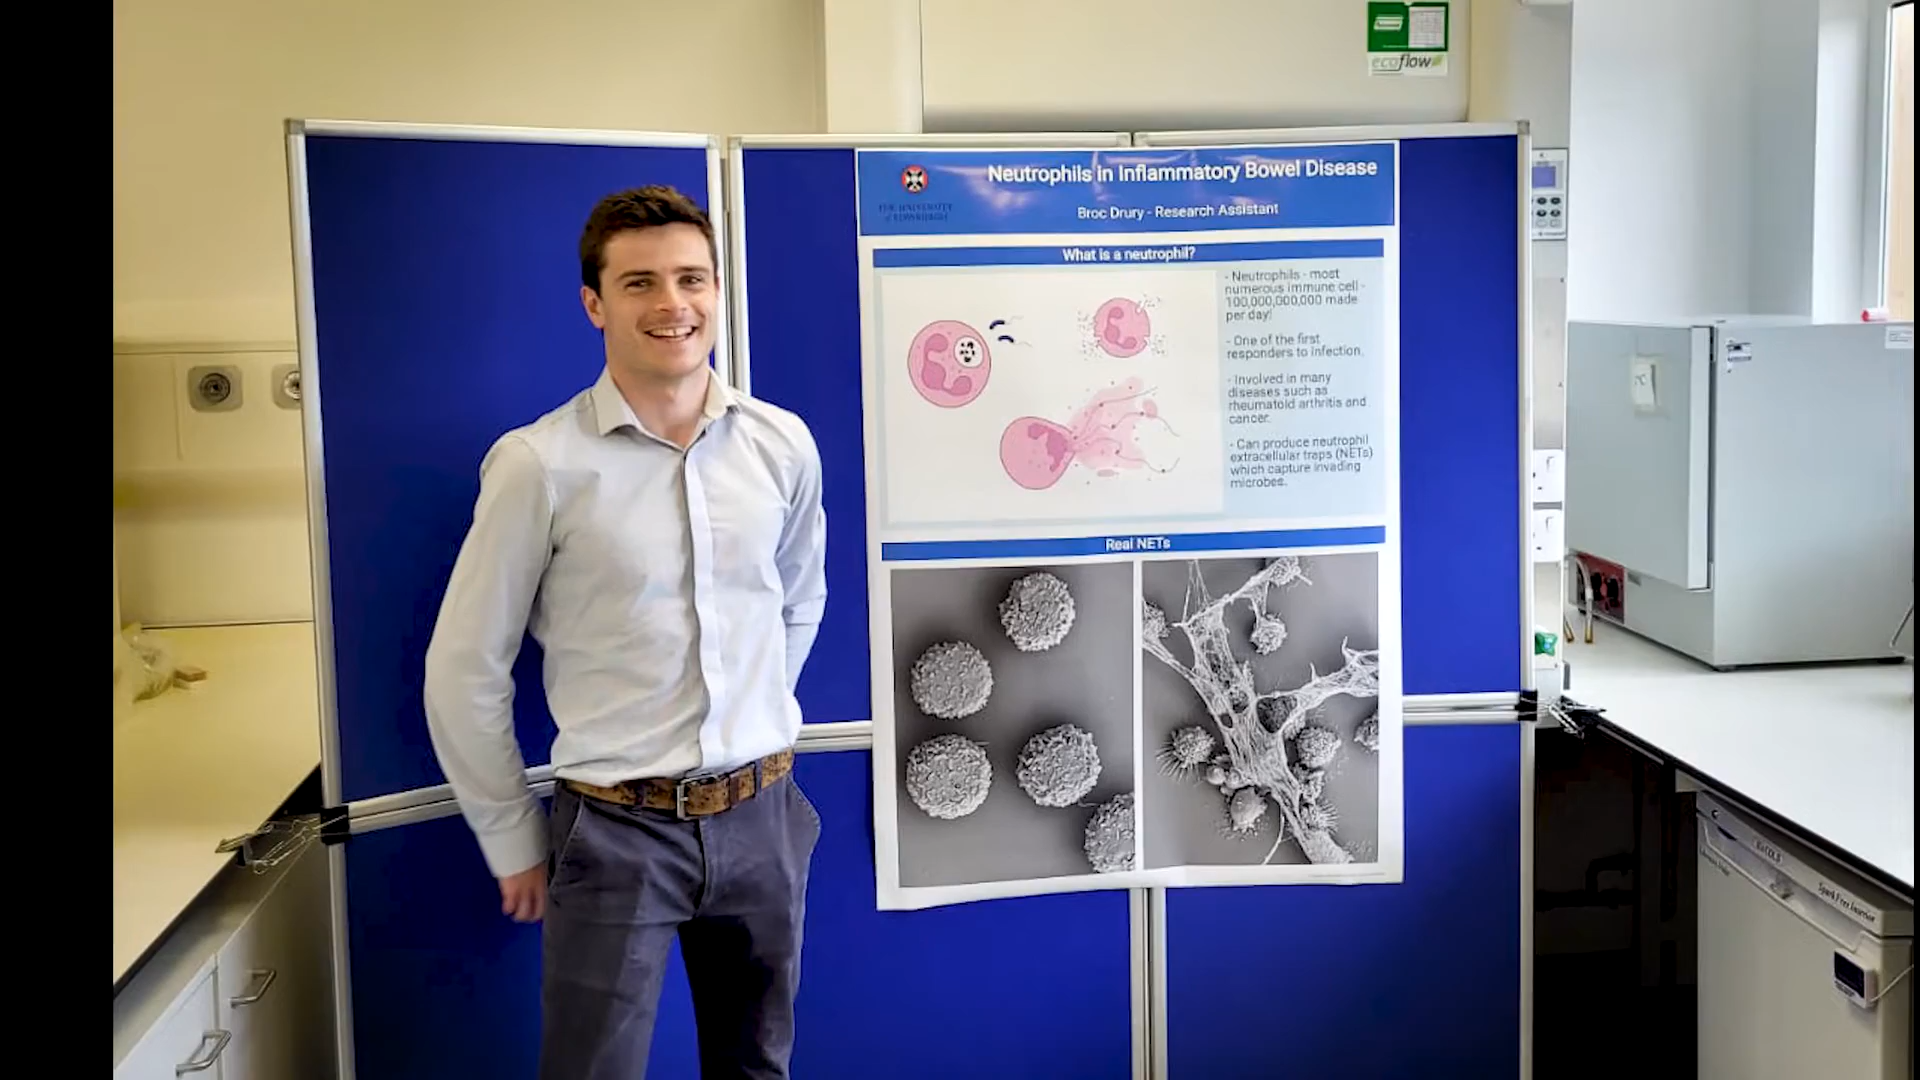 ecoflow
Neutrophils in Inflammatory Bowel Disease
THE UNIVERSITY
of EDINBURGH
Broc Drury - Research Assistant
What is a neutrophil?
- Neutrophils - most
numerous immune cell -
100,000,000,000 made
per day!
- One of the first
responders to infection.
- Involved in many
diseases such as
rheumatoid arthritis and
cancer.
- Can produce neutrophil
extracellular traps (NETs)
which capture invading
microbes.
Real NETs
Spark Free Interior